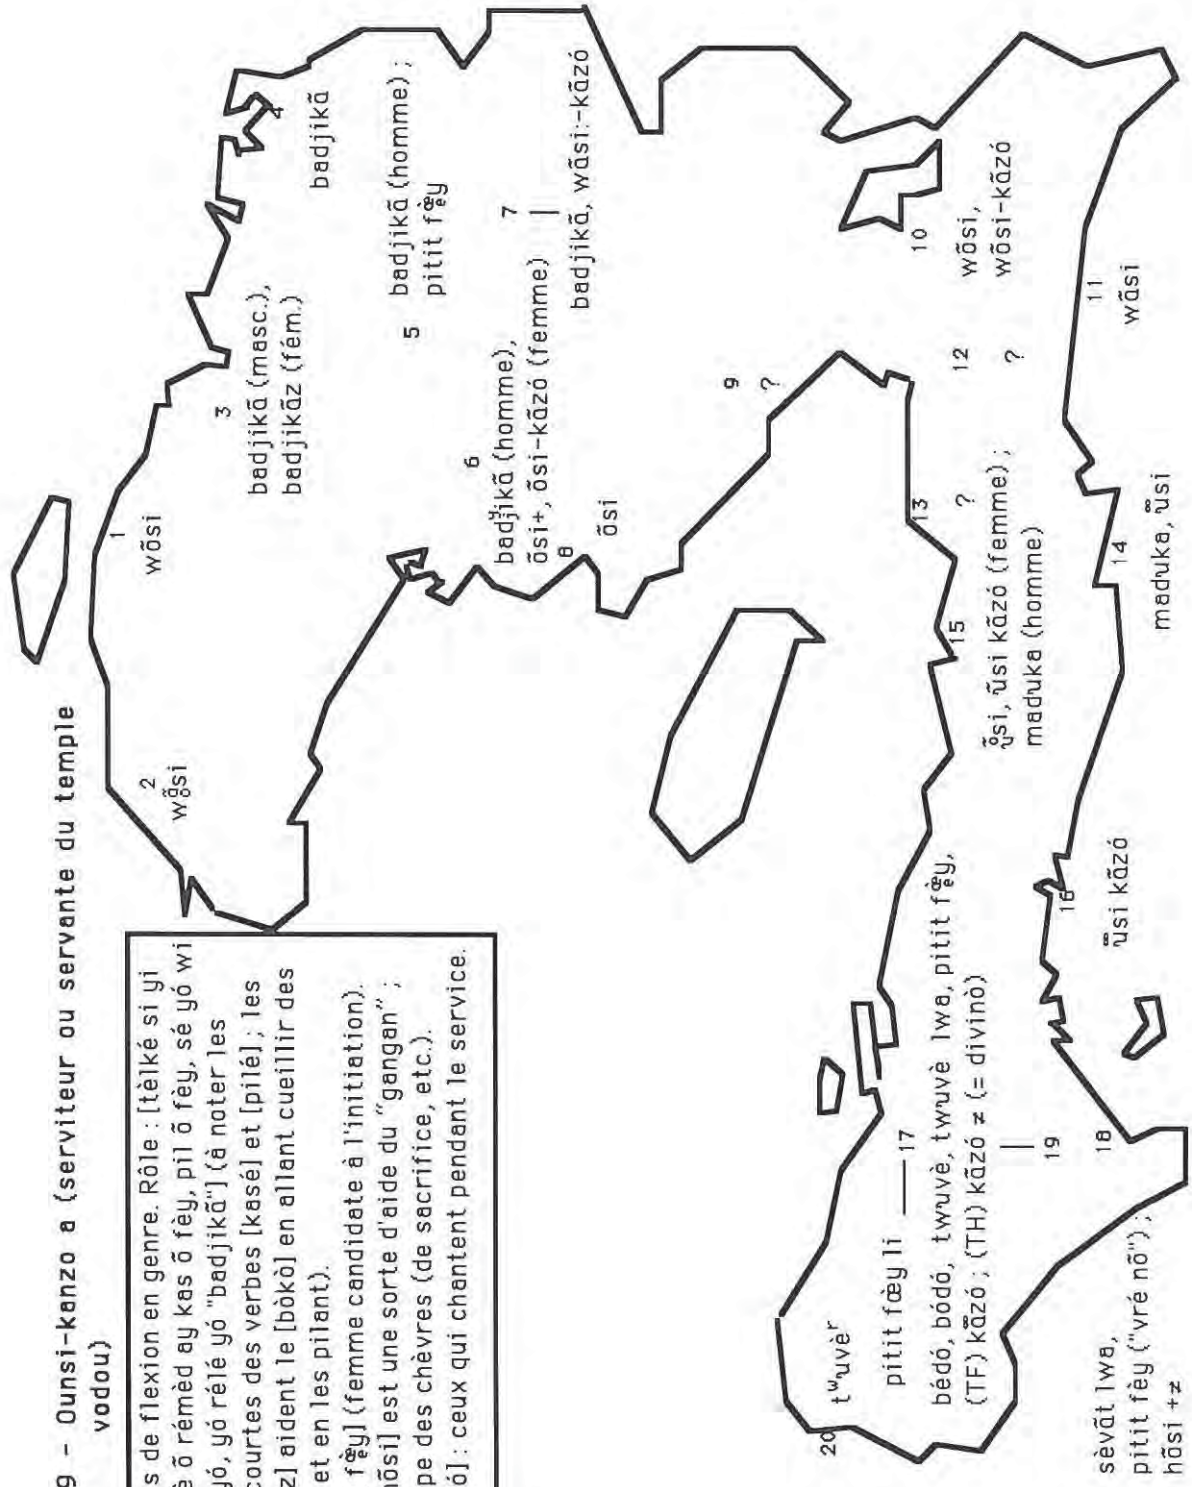 g - Ounsi-kanzo a (serviteur ou servante du temple
vodou)
s de flexion en genre. Rôle : [tèlké si yi
è õ rémèd ay kas õ fèy, pil õ fèy, sé yó wi
yó, yó rélé yó "badjikã"] (à noter les
courtes des verbes [kasé] et [pilé] ; les
z] aident le [bòkò] en allant cueillir des
et en les pilant).
fœ̀y] (femme candidate à l'initiation).
hõsi] est une sorte d'aide du "gangan" ;
pe des chèvres (de sacrifice, etc.).
ó] : ceux qui chantent pendant le service.
1
wõsi
2
wõsi
3
badjikã (masc.),
badjikãz (fém.)
4
badjikã
5
badjikã (homme) ;
pitit fœ̀y
6
badjikã (homme),
õsi+, õsi-kãzó (femme)
7
badjikã, wãsi:-kãzó
8
õsi
9
?
10
wõsi,
wõsi-kãzó
11
wãsi
12
?
13
?
14
maduka, ũsi
15
ũsi, ũsi kãzó (femme) ;
maduka (homme)
16
ũsi kãzó
17
pitit fœ̀y li
bédó, bódó, twuvè, twuvè lwa, pitit fœ̀y,
(TF) kãzó ; (TH) kãzó ≠ (= divinò)
19
18
sèvãt lwa,
pitit fèy ("vré nõ") ;
hõsi +≠
20
tʷuvèʳ